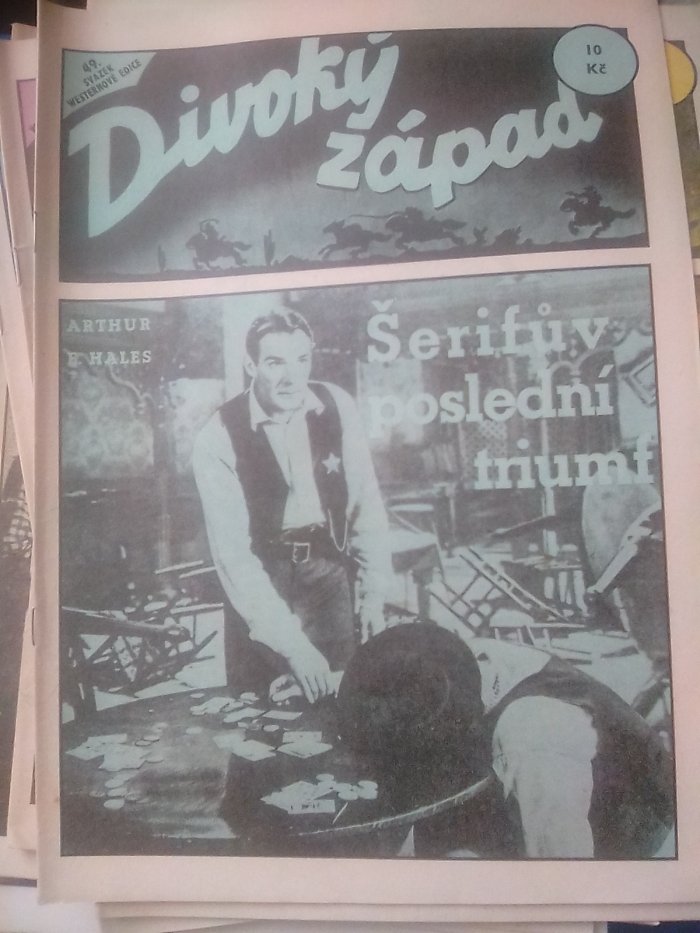 49.
SVAZEK
WESTERNOVÉ EDICE
Divoký
západ
10
Kč
ARTHUR
F. HALES
Šerifův
poslední
triumf